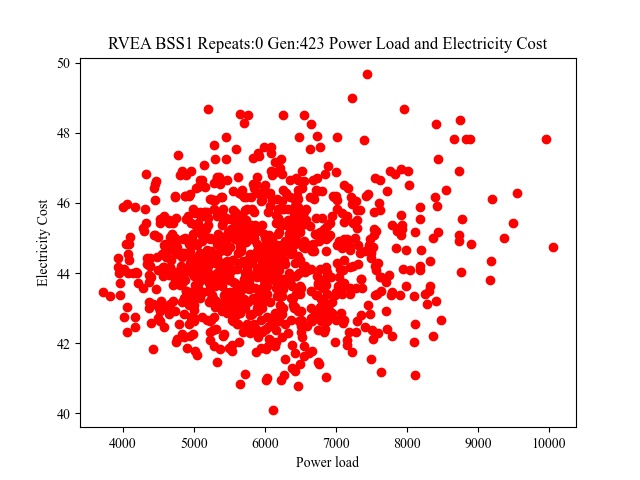 RVEA BSS1 Repeats:0 Gen:423 Power Load and Electricity Cost
50
48
46
44
42
40
Electricity Cost
4000 5000 6000 7000 8000 9000 10000
Power load